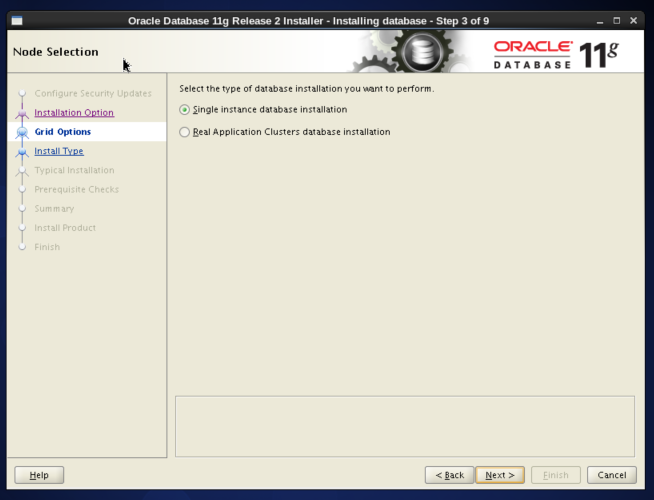 Oracle Database 11g Release 2 Installer - Installing database - Step 3 of 9
Node Selection
ORACLE
DATABASE 11g
Configure Security Updates
Installation Option
Grid Options
Install Type
Typical Installation
Prerequisite Checks
Summary
Install Product
Finish
Select the type of database installation you want to perform.
Single instance database installation
Real Application Clusters database installation
Help
< Back
Next >
Finish
Cancel